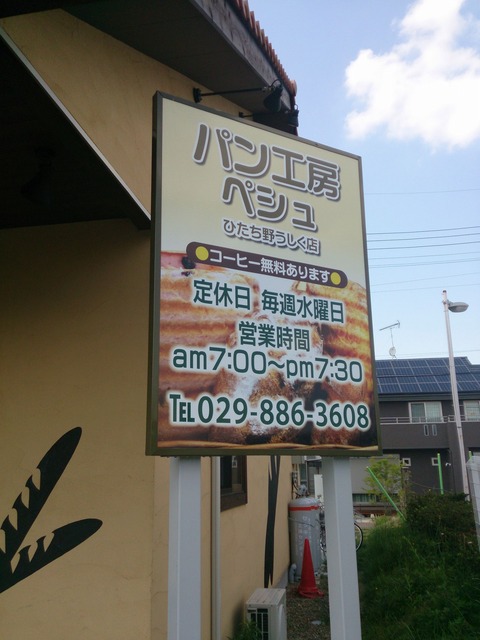 パン工房
ペシュ
ひたち野うしく店
コーヒー無料あります
定休日 毎週水曜日
営業時間
am7:00〜pm7:30
TEL 029-886-3608